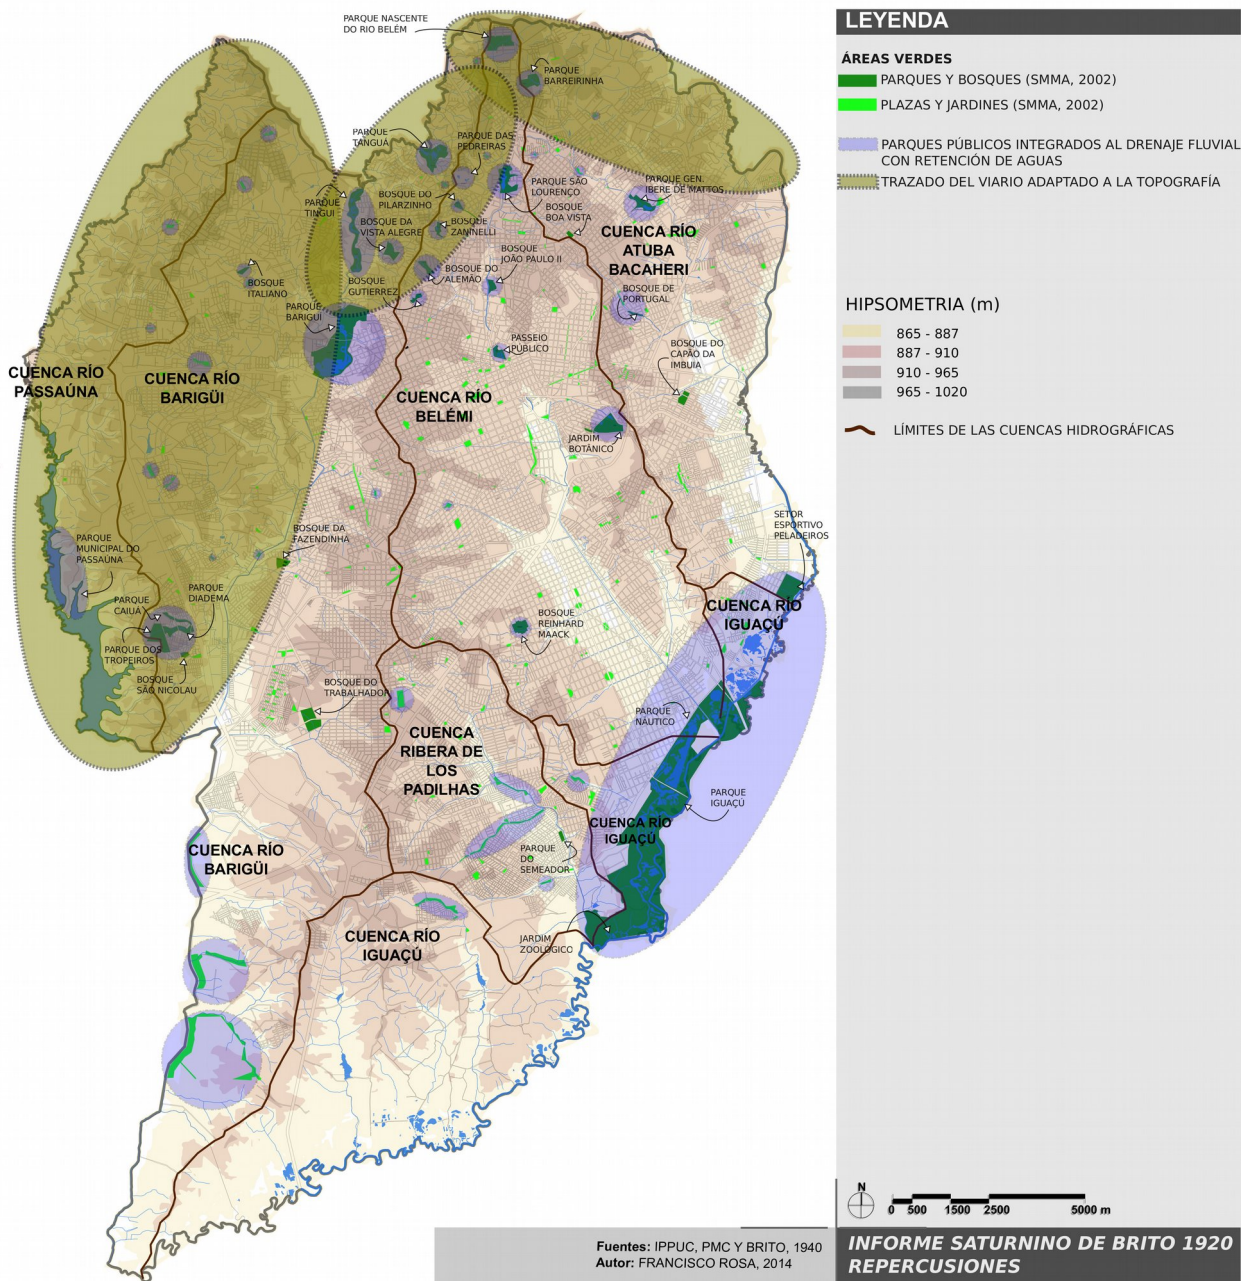 PARQUE NASCENTE
DO RIO BELÉM
PARQUE
BARREIRINHA
PARQUE
TANGUÁ
PARQUE DAS
PEDREIRAS
PARQUE
TINGUI
BOSQUE DO
PILARZINHO
BOSQUE DA
VISTA ALEGRE
BOSQUE
ZANINELLI
PARQUE SÃO
LOURENÇO
BOSQUE
BOA VISTA
PARQUE GEN.
IBERE DE MATTOS
CUENCA RÍO
ATUBA
BACAHERI
BOSQUE
JOÃO PAULO II
BOSQUE DO
ALEMÃO
BOSQUE
GUTIERREZ
BOSQUE
ITALIANO
PARQUE
BARIGUI
BOSQUE DE
PORTUGAL
PASSEIO
PÚBLICO
BOSQUE DO
CAPÃO DA
IMBUIA
CUENCA RÍO
PASSAÚNA
CUENCA RÍO
BARIGÜI
CUENCA RÍO
BELÉMI
JARDIM
BOTÂNICO
SETOR
ESPORTIVO
PELADEIROS
BOSQUE DA
FAZENDINHA
PARQUE
MUNICIPAL DO
PASSAÚNA
PARQUE
CAIUÁ
PARQUE
DIADEMA
PARQUE DOS
TROPEIROS
BOSQUE
SÃO NICOLAU
BOSQUE
REINHARD
MAACK
CUENCA RÍO
IGUAÇÚ
BOSQUE DO
TRABALHADOR
PARQUE
NÁUTICO
CUENCA
RIBERA DE
LOS
PADILHAS
PARQUE
IGUAÇÚ
CUENCA RÍO
IGUAÇÚ
PARQUE
DO
SEMEADOR
CUENCA RÍO
BARIGÜI
CUENCA RÍO
IGUAÇÚ
JARDIM
ZOOLÓGICO
LEYENDA
ÁREAS VERDES
PARQUES Y BOSQUES (SMMA, 2002)
PLAZAS Y JARDINES (SMMA, 2002)
PARQUES PÚBLICOS INTEGRADOS AL DRENAJE FLUVIAL
CON RETENCIÓN DE AGUAS
TRAZADO DEL VIARIO ADAPTADO A LA TOPOGRAFÍA
HIPSOMETRIA (m)
865 - 887
887 - 910
910 - 965
965 - 1020
LÍMITES DE LAS CUENCAS HIDROGRÁFICAS
N
0 500 1500 2500 5000 m
Fuentes: IPPUC, PMC Y BRITO, 1940
Autor: FRANCISCO ROSA, 2014
INFORME SATURNINO DE BRITO 1920
REPERCUSIONES